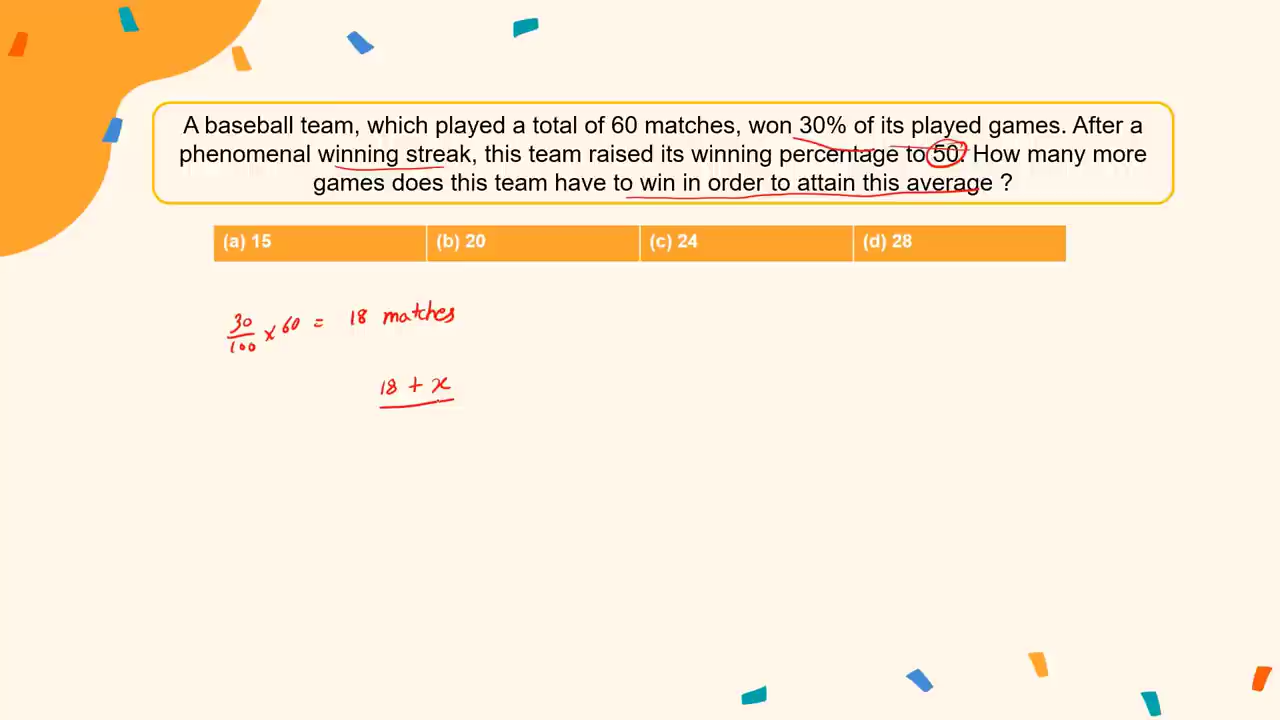 A baseball team, which played a total of 60 matches, won 30% of its played games. After a
phenomenal winning streak, this team raised its winning percentage to 50. How many more
games does this team have to win in order to attain this average ?
(a) 15 (b) 20 (c) 24 (d) 28
30/100 × 60 = 18 matches
18 + x